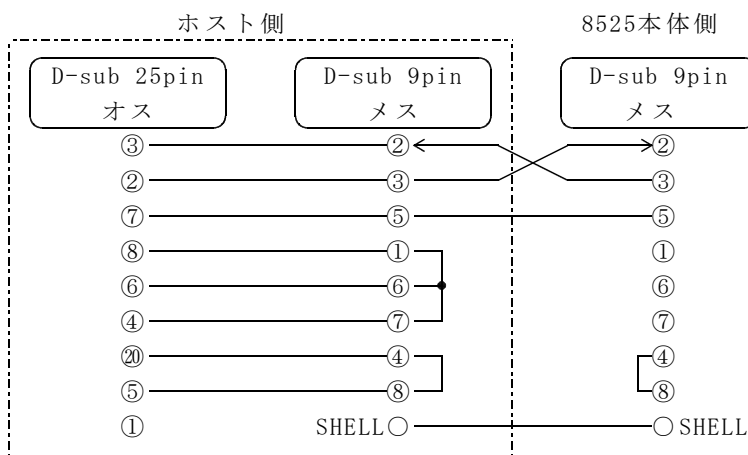 ホスト側 8525本体側
D-sub 25pin D-sub 9pin D-sub 9pin
オス メス メス
③ ② ②
② ③ ③
⑦ ⑤ ⑤
⑧ ① ①
⑥ ⑥ ⑥
④ ⑦ ⑦
⑳ ④ ④
⑤ ⑧ ⑧
① SHELL SHELL